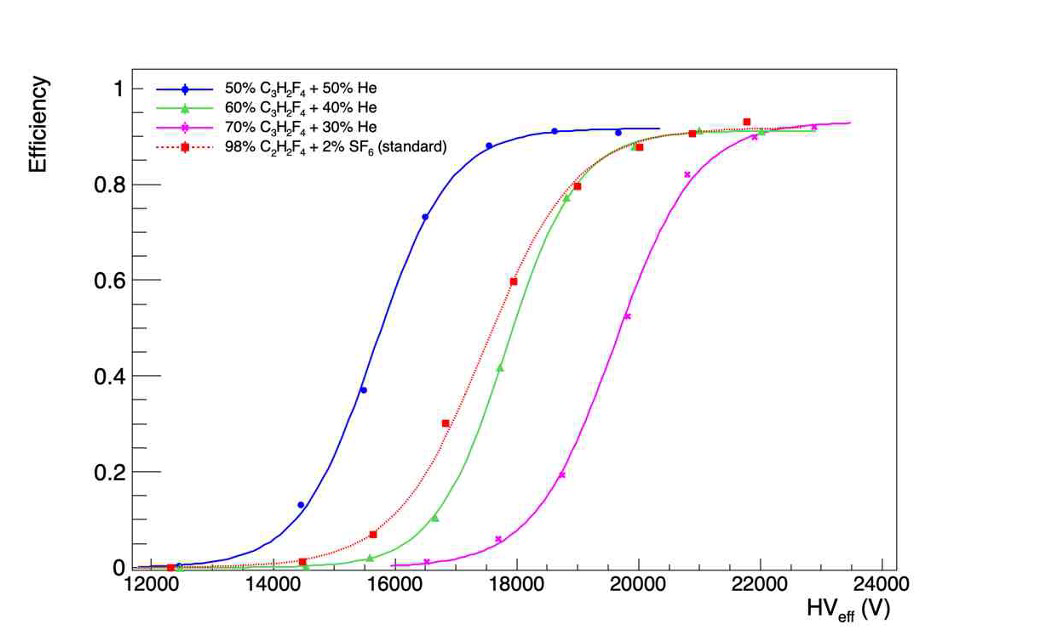 Efficiency
1
0.8
0.6
0.4
0.2
0
50% C₃H₂F₄ + 50% He
60% C₃H₂F₄ + 40% He
70% C₃H₂F₄ + 30% He
98% C₂H₂F₄ + 2% SF₆ (standard)
12000 14000 16000 18000 20000 22000 24000
HV_eff (V)